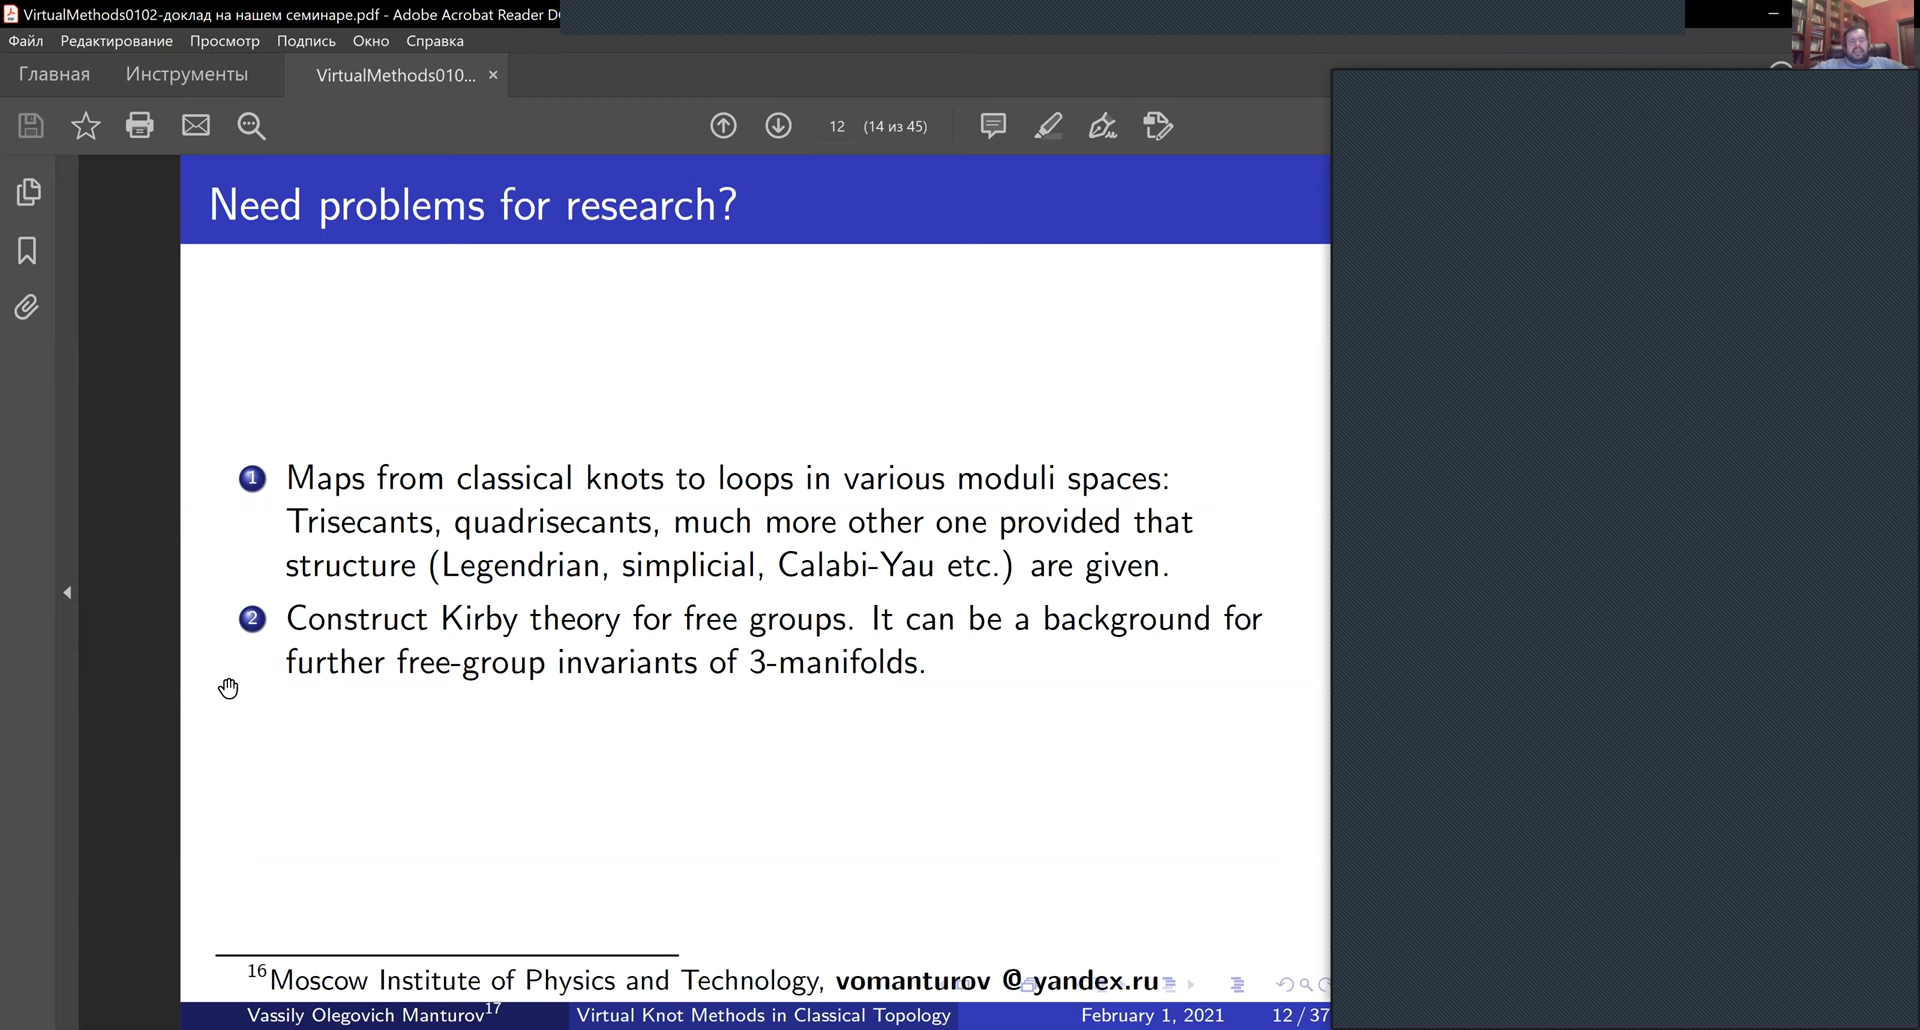 VirtualMethods0102-доклад на нашем семинаре.pdf - Adobe Acrobat Reader D
Файл Редактирование Просмотр Подпись Окно Справка
Главная Инструменты VirtualMethods010... ×
12 (14 из 45)
Need problems for research?
1 Maps from classical knots to loops in various moduli spaces:
Trisecants, quadrisecants, much more other one provided that
structure (Legendrian, simplicial, Calabi-Yau etc.) are given.
2 Construct Kirby theory for free groups. It can be a background for
further free-group invariants of 3-manifolds.
16 Moscow Institute of Physics and Technology, vomanturov @ yandex.ru
Vassily Olegovich Manturov17 Virtual Knot Methods in Classical Topology February 1, 2021 12 / 37